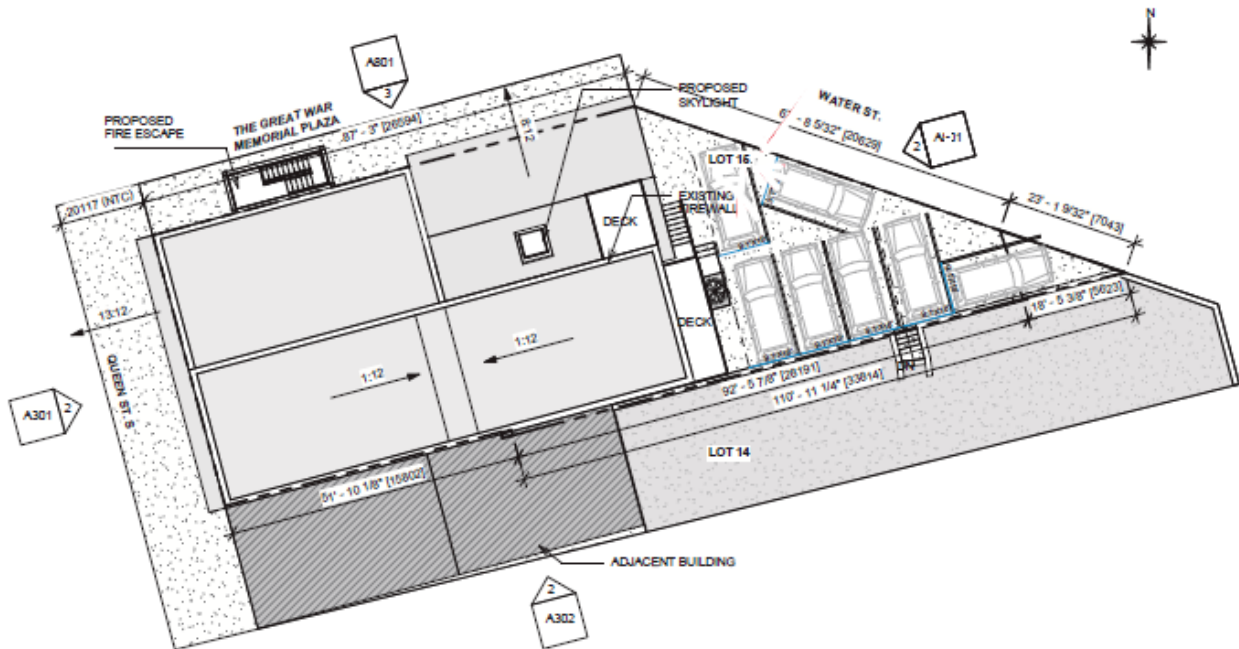 N
A801
3
PROPOSED
SKYLIGHT
WATER ST.
PROPOSED
FIRE ESCAPE
THE GREAT WAR
MEMORIAL PLAZA
87' - 3" [26594]
8:12
8 5/32" [20629]
2
LOT 15
20117 (NTC)
EXISTING
FIREWALL
DECK
23' - 1 9/32" [7043]
13:12
DECK
18' - 5 3/8" [5623]
1:12
1:12
QUEEN ST. S
92' - 5 7/8" [28191]
110' - 11 1/4" [33814]
A301
2
LOT 14
51' - 10 1/8" [15802]
ADJACENT BUILDING
2
A302